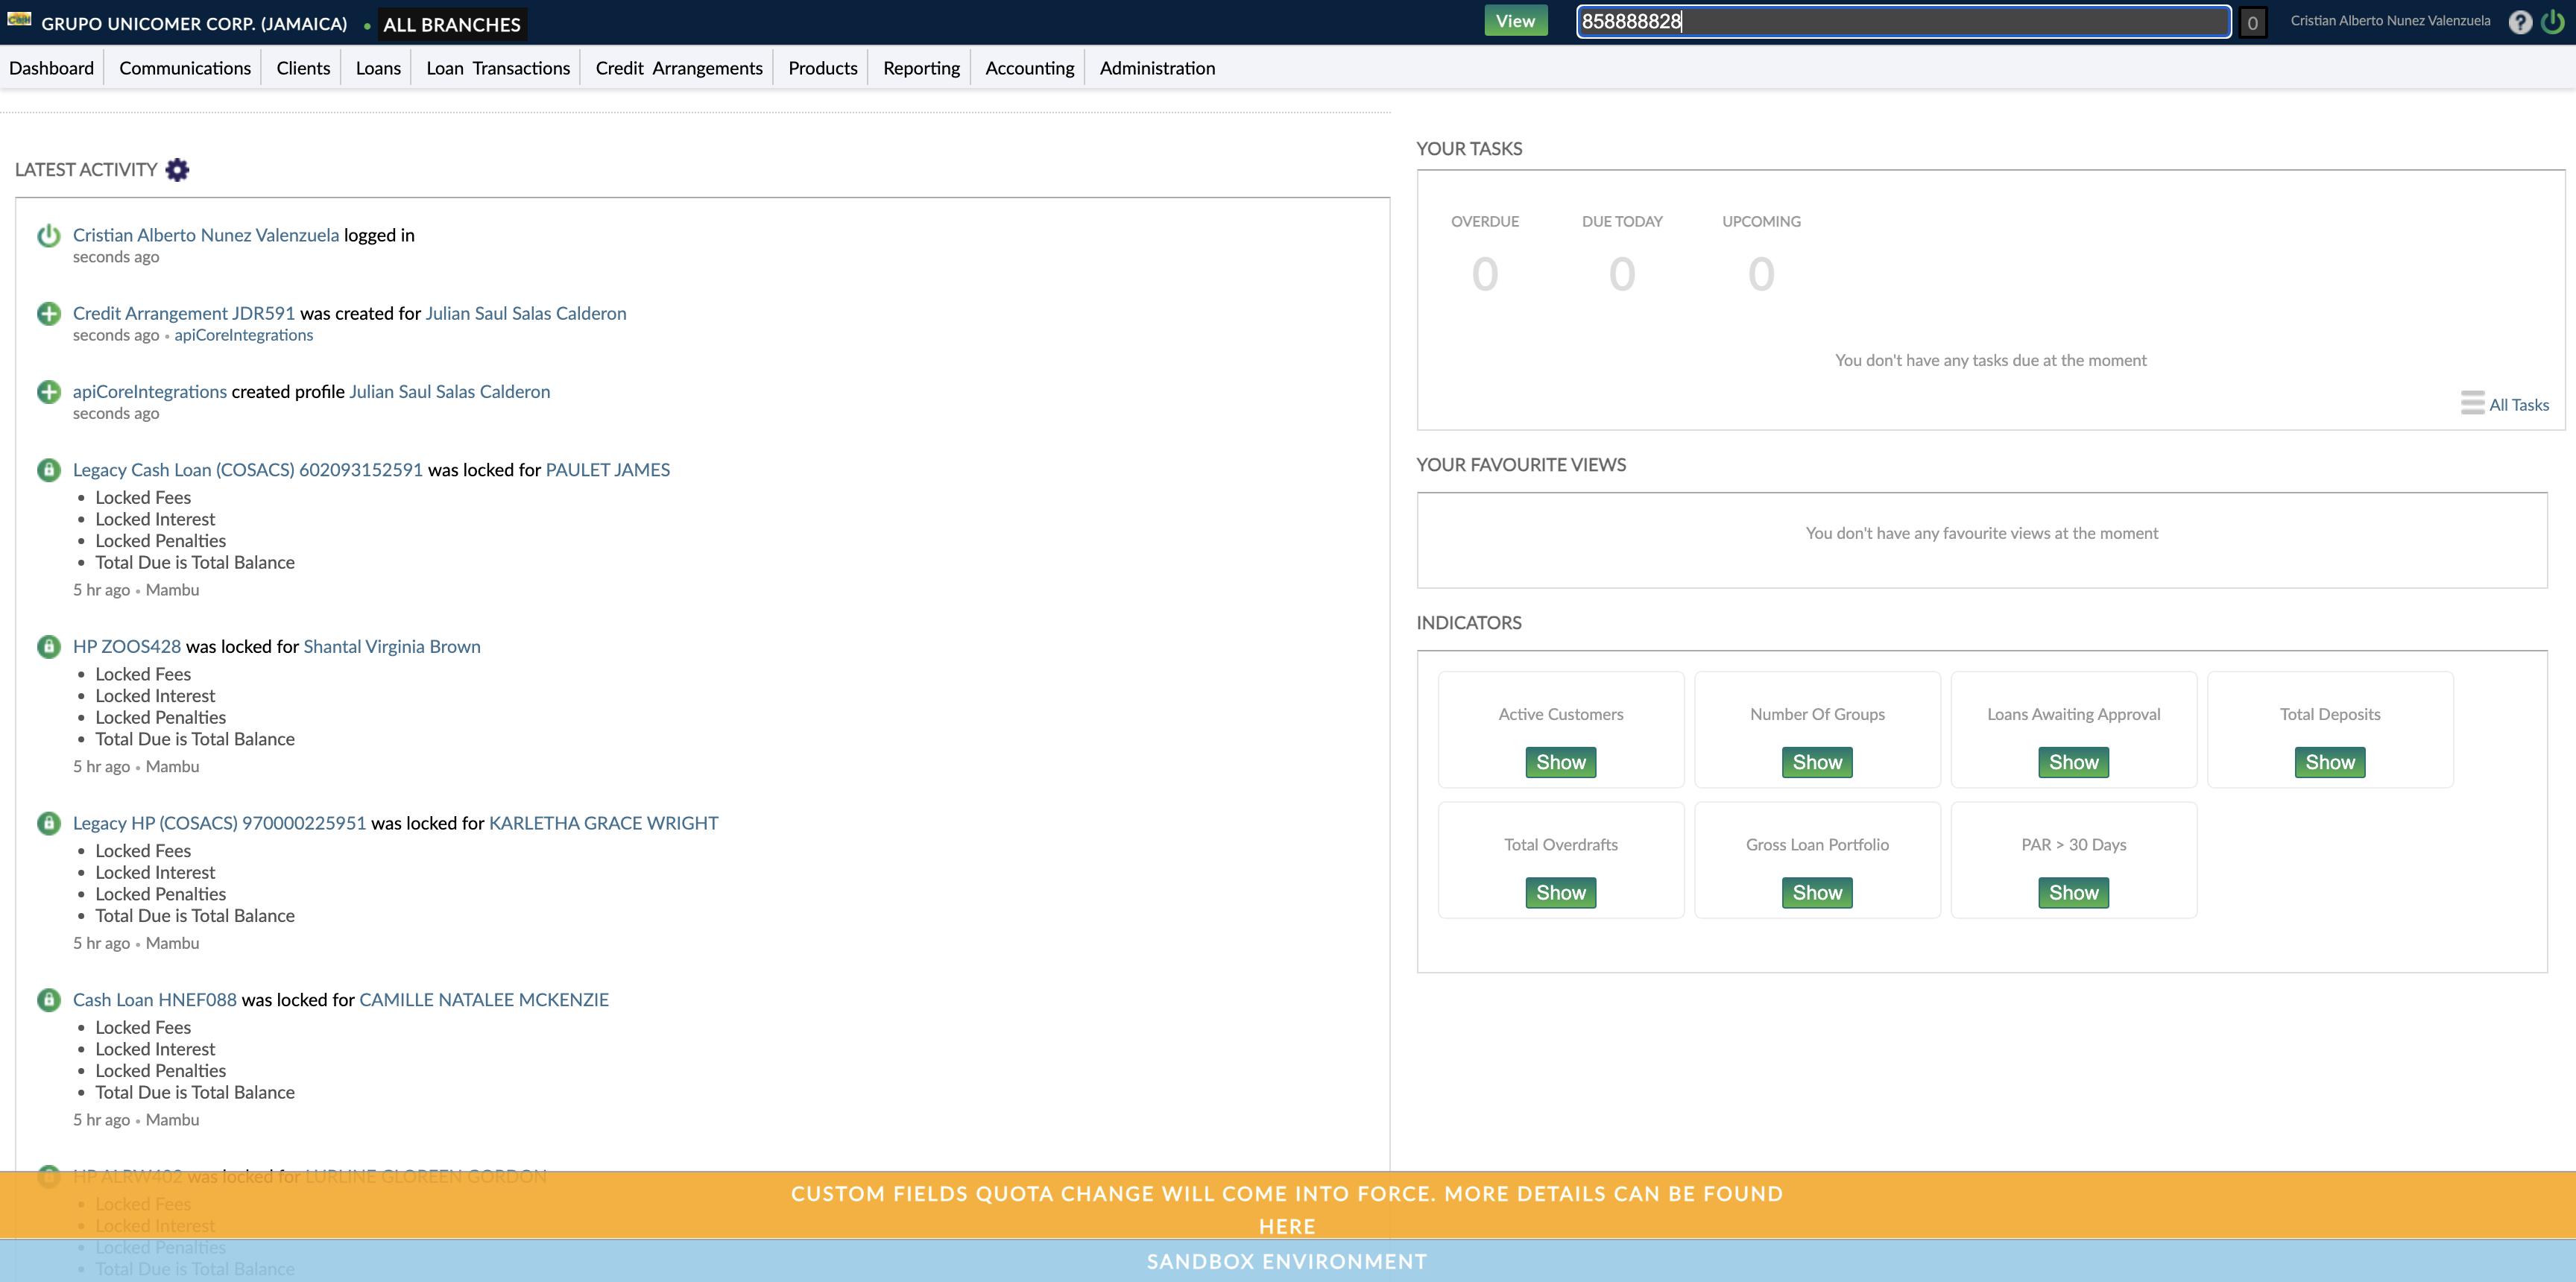 GRUPO UNICOMER CORP. (JAMAICA) • ALL BRANCHES
View
858888828
0
Cristian Alberto Nunez Valenzuela
Dashboard
Communications
Clients
Loans
Loan Transactions
Credit Arrangements
Products
Reporting
Accounting
Administration
LATEST ACTIVITY
Cristian Alberto Nunez Valenzuela logged in
seconds ago
Credit Arrangement JDR591 was created for Julian Saul Salas Calderon
seconds ago • apiCoreIntegrations
apiCoreIntegrations created profile Julian Saul Salas Calderon
seconds ago
Legacy Cash Loan (COSACS) 602093152591 was locked for PAULET JAMES
• Locked Fees
• Locked Interest
• Locked Penalties
• Total Due is Total Balance
5 hr ago • Mambu
HP ZOOS428 was locked for Shantal Virginia Brown
• Locked Fees
• Locked Interest
• Locked Penalties
• Total Due is Total Balance
5 hr ago • Mambu
Legacy HP (COSACS) 970000225951 was locked for KARLETHA GRACE WRIGHT
• Locked Fees
• Locked Interest
• Locked Penalties
• Total Due is Total Balance
5 hr ago • Mambu
Cash Loan HNEF088 was locked for CAMILLE NATALEE MCKENZIE
• Locked Fees
• Locked Interest
• Locked Penalties
• Total Due is Total Balance
5 hr ago • Mambu
HP ALRW402 was locked for LURLINE GLOREEN GORDON
• Locked Fees
• Locked Interest
• Locked Penalties
• Total Due is Total Balance
YOUR TASKS
OVERDUE
DUE TODAY
UPCOMING
0
0
0
You don't have any tasks due at the moment
All Tasks
YOUR FAVOURITE VIEWS
You don't have any favourite views at the moment
INDICATORS
Active Customers
Show
Number Of Groups
Show
Loans Awaiting Approval
Show
Total Deposits
Show
Total Overdrafts
Show
Gross Loan Portfolio
Show
PAR > 30 Days
Show
CUSTOM FIELDS QUOTA CHANGE WILL COME INTO FORCE. MORE DETAILS CAN BE FOUND
HERE
SANDBOX ENVIRONMENT